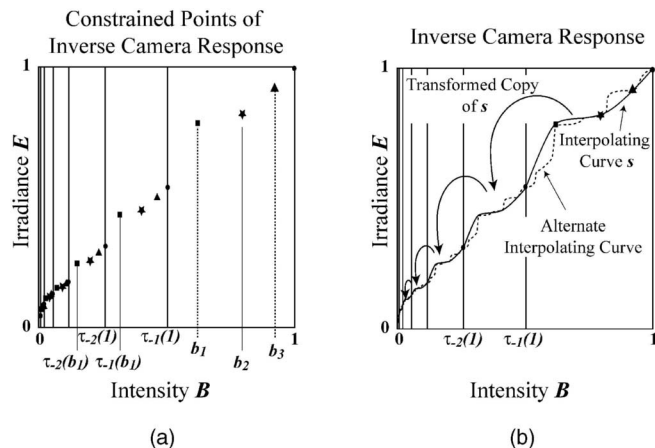 Constrained Points of
Inverse Camera Response
1
Irradiance E
0
0
τ-2(1)
τ-1(1)
b1
b2
b3
1
τ-2(b1)
τ-1(b1)
Intensity B
(a)
Inverse Camera Response
1
Transformed Copy
of s
Interpolating
Curve s
Irradiance E
Alternate
Interpolating Curve
0
0
τ-2(1)
τ-1(1)
1
Intensity B
(b)